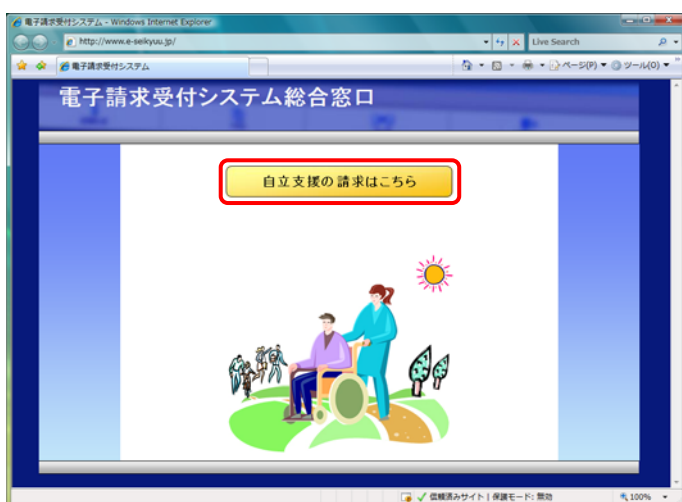 電子請求受付システム - Windows Internet Explorer
http://www.e-seikyuu.jp/
Live Search
電子請求受付システム
ページ(P) ツール(O)
電子請求受付システム総合窓口
自立支援の請求はこちら
信頼済みサイト | 保護モード: 無効
100%